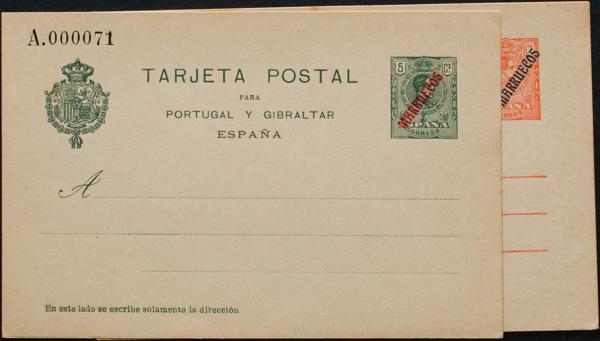 A.000071
TARJETA POSTAL
PARA
PORTUGAL Y GIBRALTAR
ESPAÑA
A
En este lado se escribe solamente la dirección
5 Cs
MARRUECOS
CORREOS
MARRUECOS